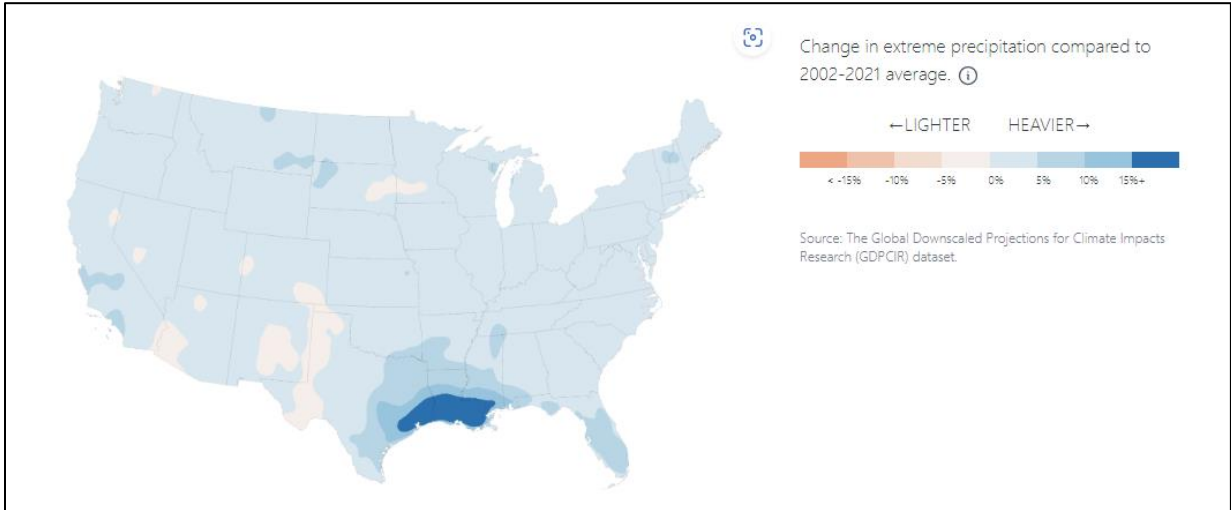 Change in extreme precipitation compared to
2002-2021 average. ⓘ
←LIGHTER HEAVIER→
< -15% -10% -5% 0% 5% 10% 15%+
Source: The Global Downscaled Projections for Climate Impacts
Research (GDPCIR) dataset.